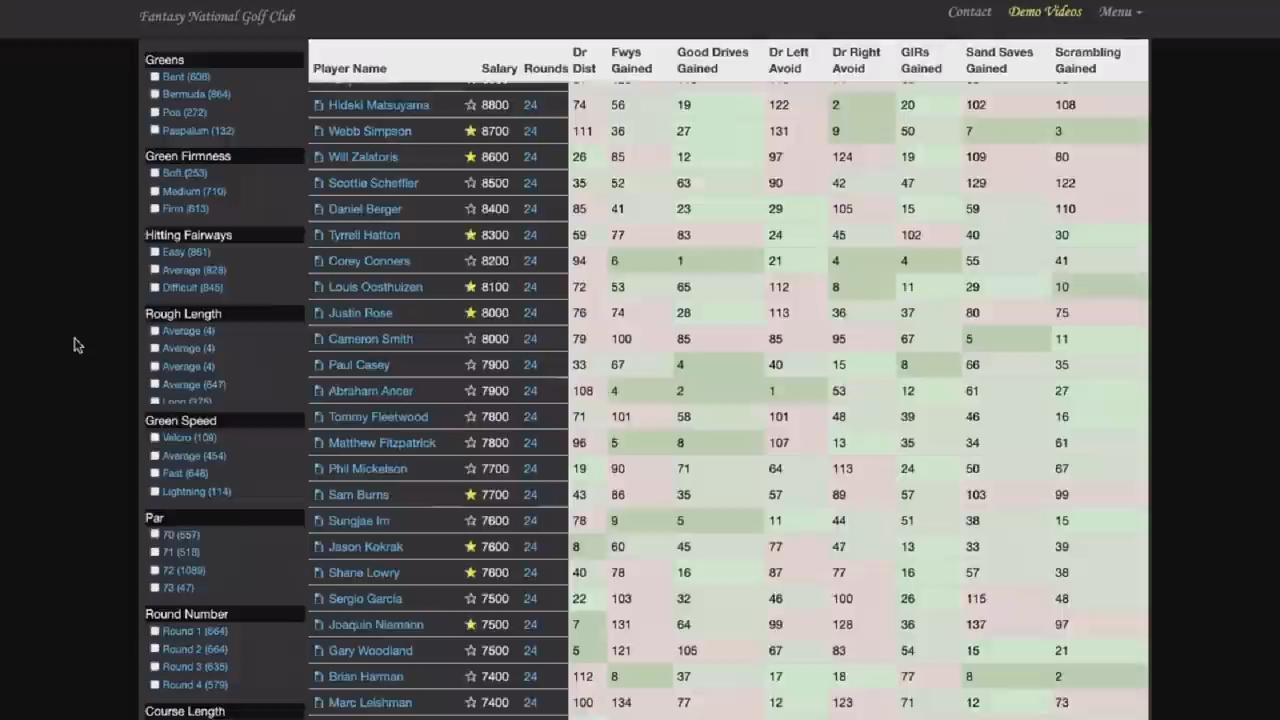 Fantasy National Golf Club
Contact Demo Videos Menu
Greens
Bent (608)
Bermuda (864)
Poa (272)
Paspalum (132)
Green Firmness
Soft (253)
Medium (710)
Firm (813)
Hitting Fairways
Easy (861)
Average (828)
Difficult (845)
Rough Length
Average (4)
Average (4)
Average (4)
Average (647)
Green Speed
Velcro (109)
Average (454)
Fast (648)
Lightning (114)
Par
70 (557)
71 (518)
72 (1089)
73 (47)
Round Number
Round 1 (664)
Round 2 (664)
Round 3 (635)
Round 4 (579)
Course Length
Player Name Salary Rounds Dr Dist Fwys Gained Good Drives Gained Dr Left Avoid Dr Right Avoid GIRs Gained Sand Saves Gained Scrambling Gained
Hideki Matsuyama 8800 24 74 56 19 122 2 20 102 108
Webb Simpson 8700 24 111 36 27 131 9 50 7 3
Will Zalatoris 8600 24 26 85 12 97 124 19 109 80
Scottie Scheffler 8500 24 35 52 63 90 42 47 129 122
Daniel Berger 8400 24 85 41 23 29 105 15 59 110
Tyrrell Hatton 8300 24 59 77 83 24 45 102 40 30
Corey Conners 8200 24 94 6 1 21 4 4 55 41
Louis Oosthuizen 8100 24 72 53 65 112 8 11 29 10
Justin Rose 8000 24 76 74 28 113 36 37 80 75
Cameron Smith 8000 24 79 100 85 85 95 67 5 11
Paul Casey 7900 24 33 67 4 40 15 8 66 35
Abraham Ancer 7900 24 108 4 2 1 53 12 61 27
Tommy Fleetwood 7800 24 71 101 58 101 48 39 46 16
Matthew Fitzpatrick 7800 24 96 5 8 107 13 35 34 61
Phil Mickelson 7700 24 19 90 71 64 113 24 50 67
Sam Burns 7700 24 43 86 35 57 89 57 103 99
Sungjae Im 7600 24 78 9 5 11 44 51 38 15
Jason Kokrak 7600 24 8 60 45 77 47 13 33 39
Shane Lowry 7600 24 40 78 16 87 77 16 57 38
Sergio Garcia 7500 24 22 103 32 46 100 26 115 48
Joaquin Niemann 7500 24 7 131 64 99 128 36 137 97
Gary Woodland 7500 24 5 121 105 67 83 54 15 21
Brian Harman 7400 24 112 8 37 17 18 77 8 2
Marc Leishman 7400 24 100 134 77 12 123 71 12 73